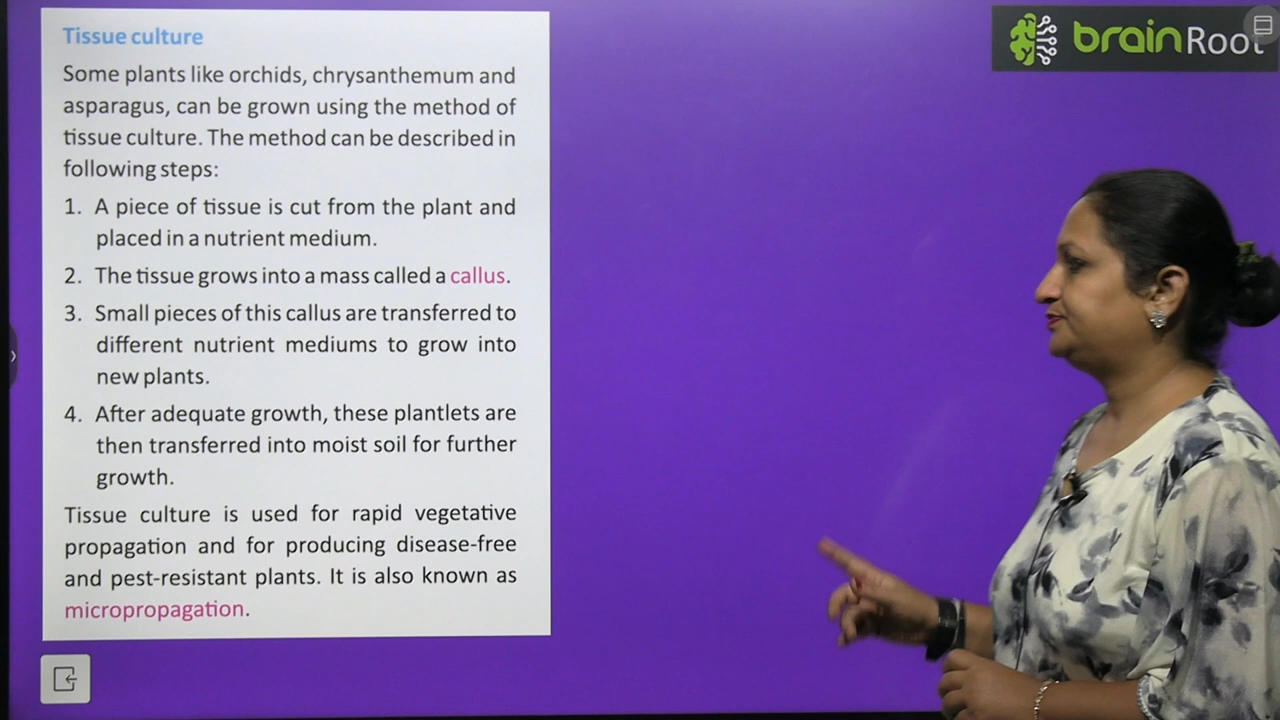 Tissue culture
Some plants like orchids, chrysanthemum and
asparagus, can be grown using the method of
tissue culture. The method can be described in
following steps:
1. A piece of tissue is cut from the plant and
placed in a nutrient medium.
2. The tissue grows into a mass called a callus.
3. Small pieces of this callus are transferred to
different nutrient mediums to grow into
new plants.
4. After adequate growth, these plantlets are
then transferred into moist soil for further
growth.
Tissue culture is used for rapid vegetative
propagation and for producing disease-free
and pest-resistant plants. It is also known as
micropropagation.
brainRoot